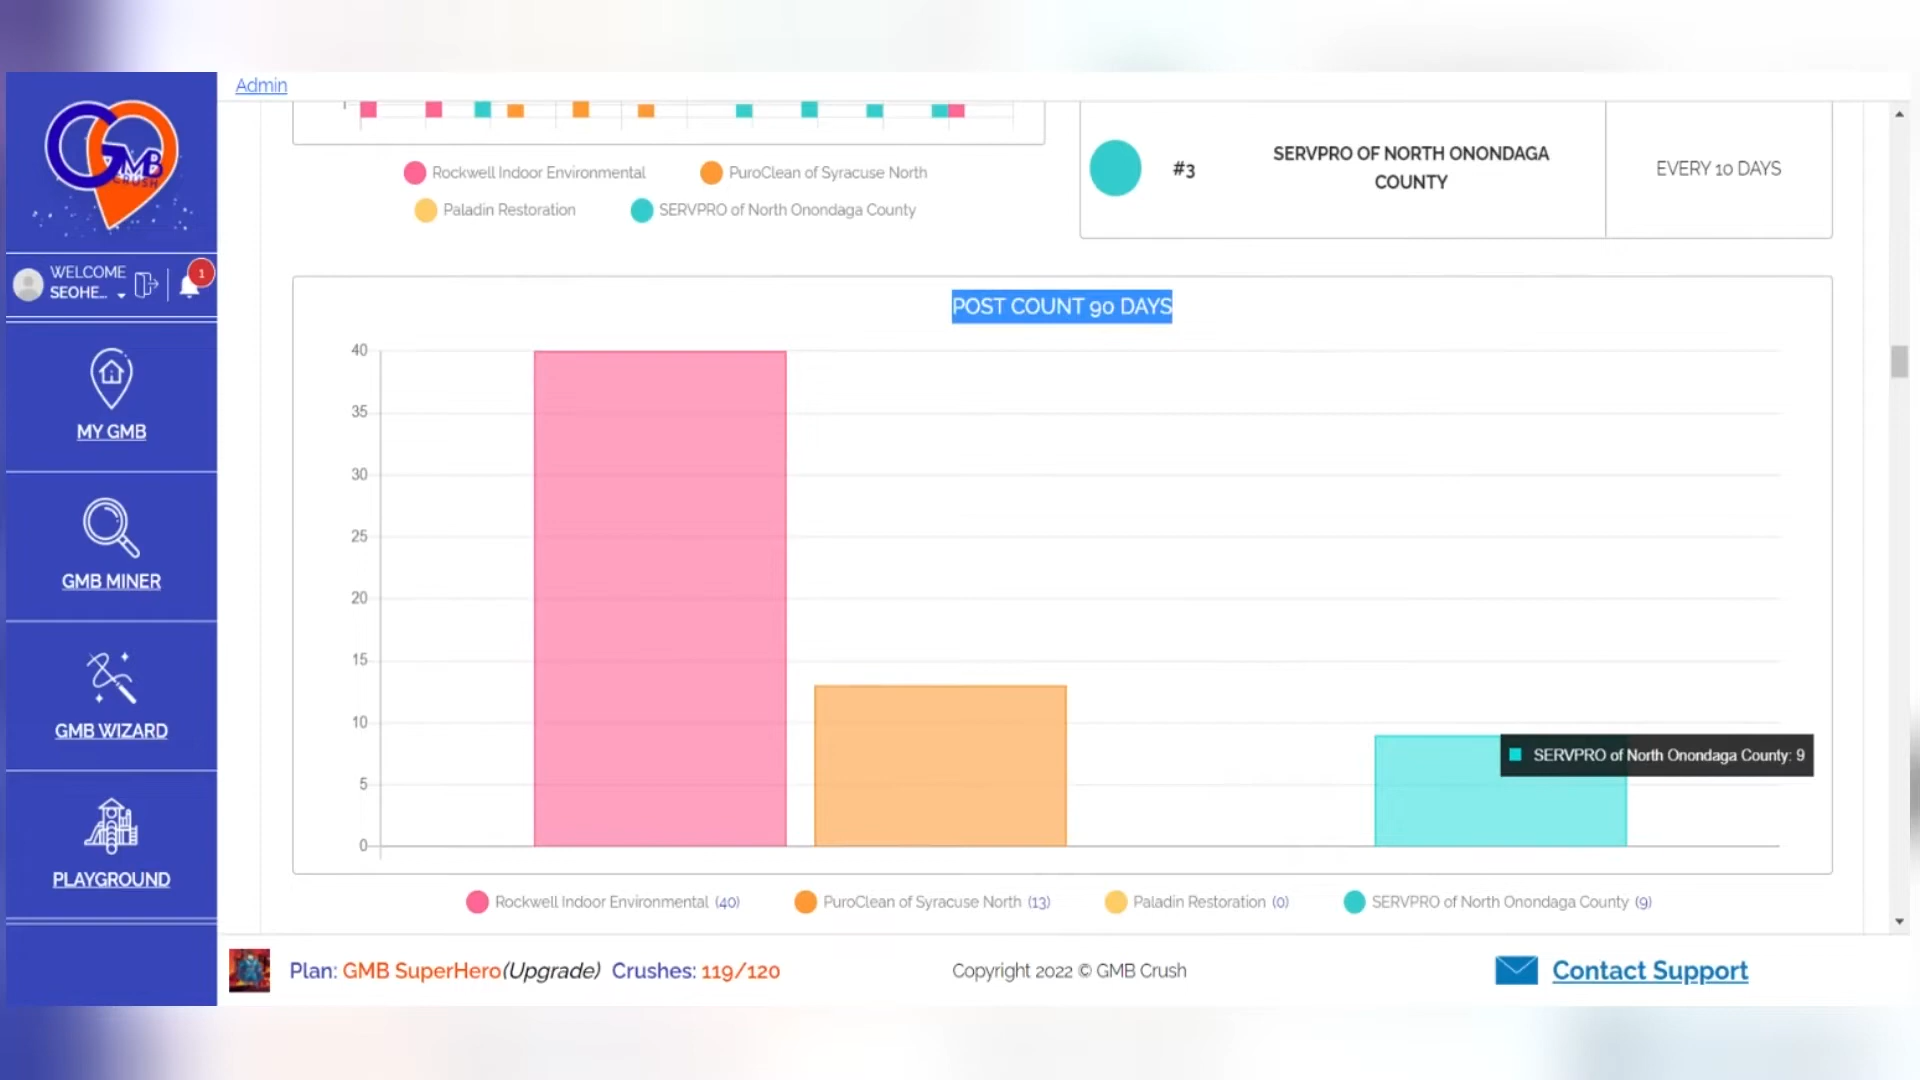 Admin
GMB
CRUSH
WELCOME
SEOHE...
1
MY GMB
GMB MINER
GMB WIZARD
PLAYGROUND
Rockwell Indoor Environmental
PuroClean of Syracuse North
Paladin Restoration
SERVPRO of North Onondaga County
#3
SERVPRO OF NORTH ONONDAGA
COUNTY
EVERY 10 DAYS
POST COUNT 90 DAYS
40
35
30
25
20
15
10
5
0
SERVPRO of North Onondaga County: 9
Rockwell Indoor Environmental (40)
PuroClean of Syracuse North (13)
Paladin Restoration (0)
SERVPRO of North Onondaga County (9)
Plan: GMB SuperHero(Upgrade) Crushes: 119/120
Copyright 2022 © GMB Crush
Contact Support